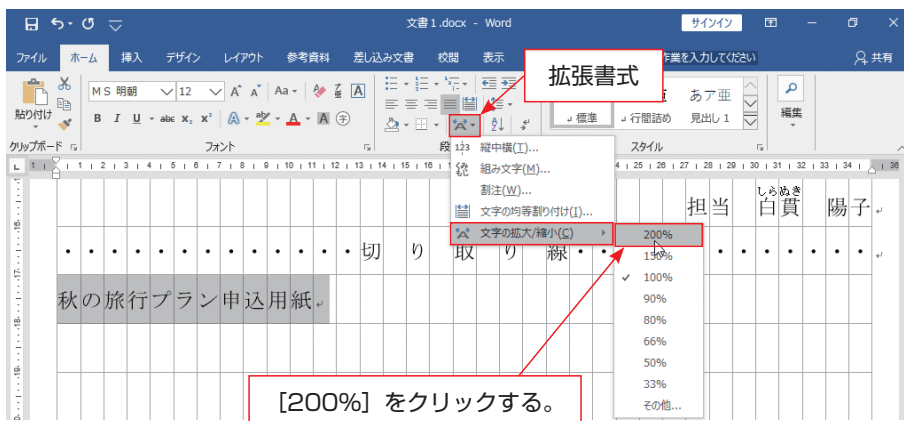 文書1.docx - Word
サインイン
ファイル ホーム 挿入 デザイン レイアウト 参考資料 差し込み文書 校閲 表示 作業を入力してください 共有
拡張書式
貼り付け
MS 明朝 12 A A Aa
B I U abc x₂ x² A A A 字
標準 行間詰め 見出し 1
あア亜
編集
クリップボード フォント 段 スタイル
縦中横(T)...
組み文字(M)...
割注(W)...
文字の均等割り付け(I)...
文字の拡大/縮小(C)
200%
150%
100%
90%
80%
66%
50%
33%
その他...
しらぬき
担当 白貫 陽子
・・・・・・・・・・・・・切り取り線・・・・・・・・
秋の旅行プラン申込用紙
[200%] をクリックする。